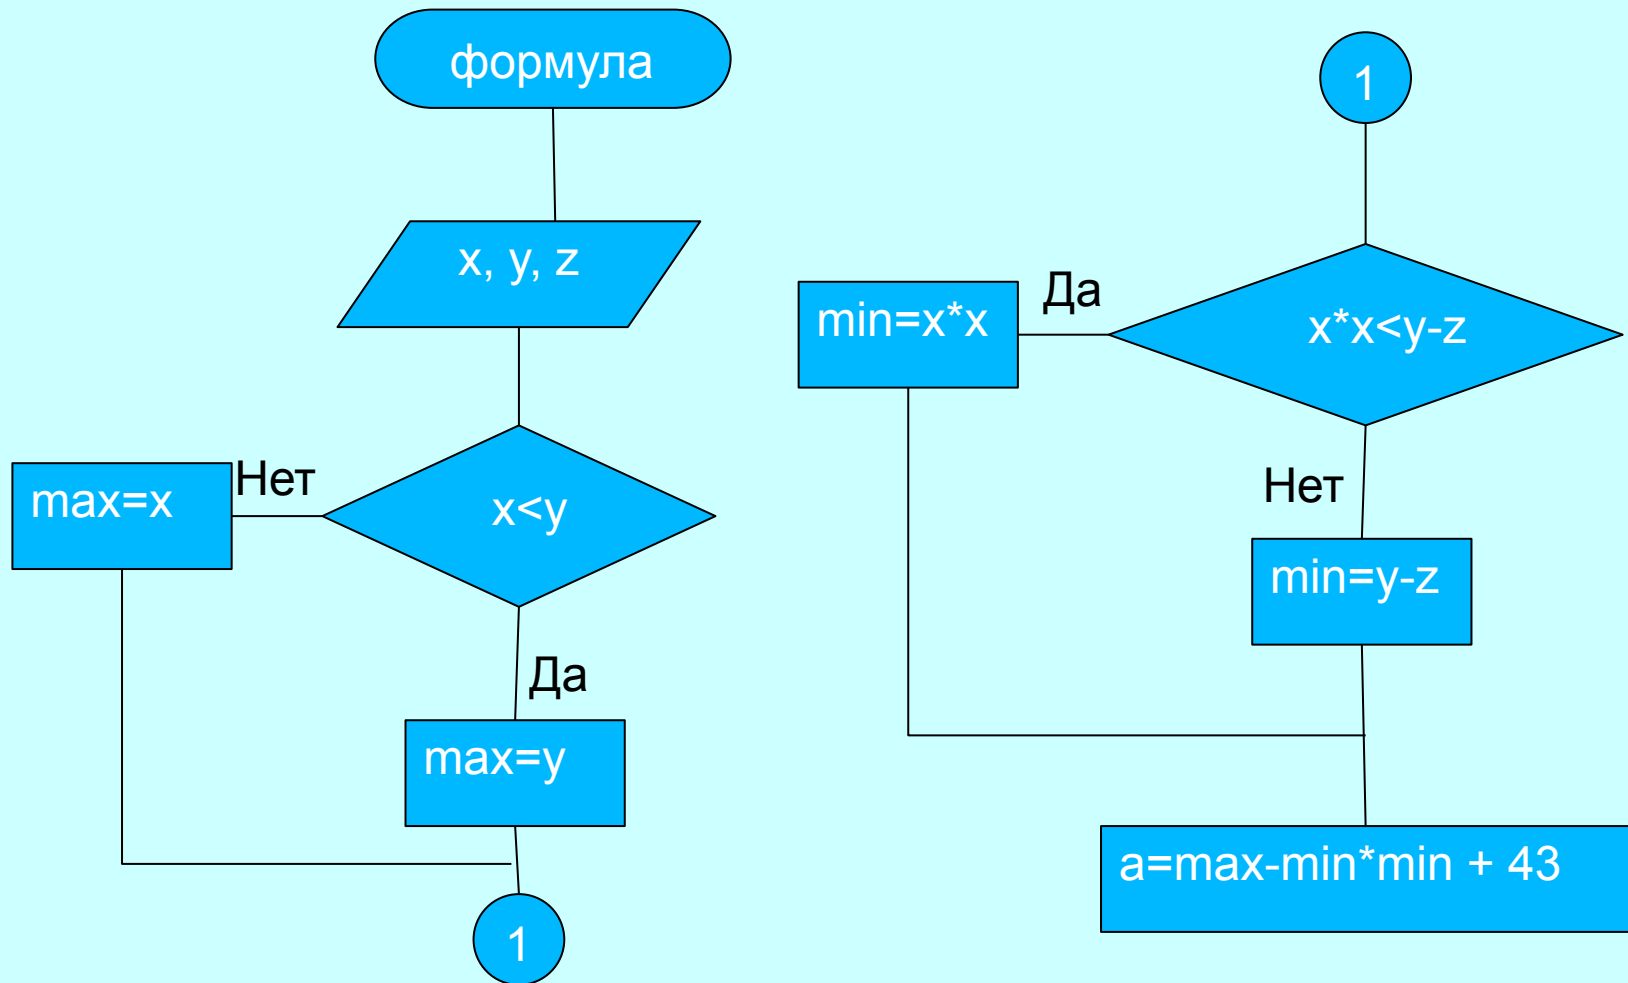 формула
x, y, z
x<y
Нет
max=x
Да
max=y
1
1
x*x<y-z
Да
min=x*x
Нет
min=y-z
a=max-min*min + 43